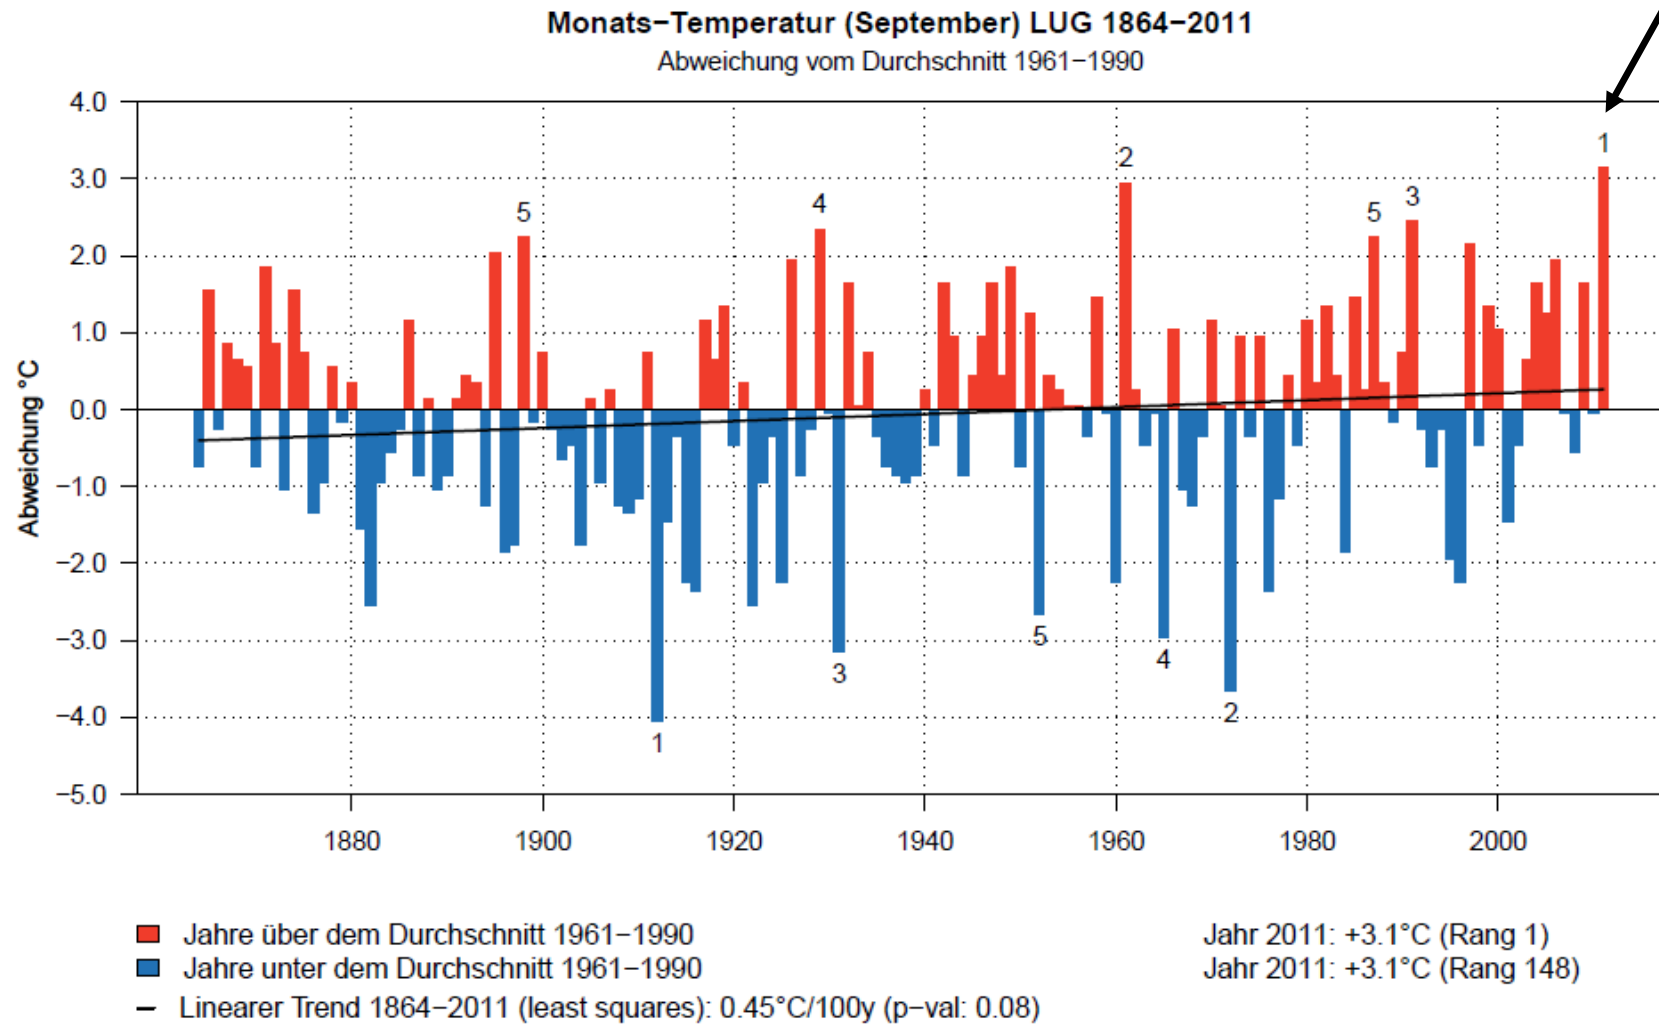 Monats−Temperatur (September) LUG 1864−2011
Abweichung vom Durchschnitt 1961−1990
Abweichung °C
4.0
3.0
2.0
1.0
0.0
−1.0
−2.0
−3.0
−4.0
−5.0
5
4
2
5
3
1
1
3
5
4
2
1880 1900 1920 1940 1960 1980 2000
Jahre über dem Durchschnitt 1961−1990
Jahre unter dem Durchschnitt 1961−1990
Linearer Trend 1864−2011 (least squares): 0.45°C/100y (p−val: 0.08)
Jahr 2011: +3.1°C (Rang 1)
Jahr 2011: +3.1°C (Rang 148)